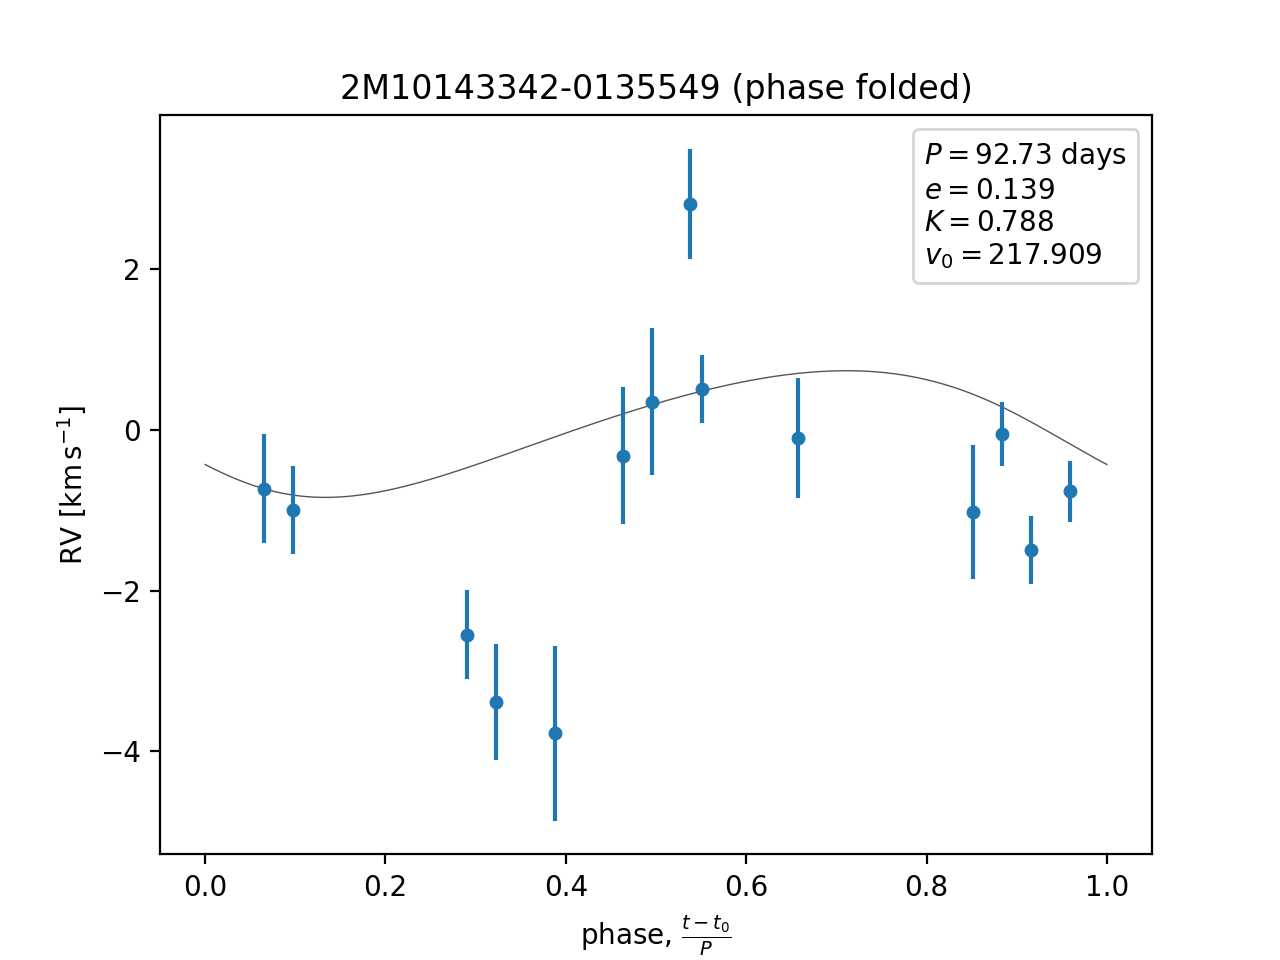 2M10143342-0135549 (phase folded)
P = 92.73 days
e = 0.139
K = 0.788
v₀ = 217.909
RV [km s⁻¹]
2
0
−2
−4
0.0 0.2 0.4 0.6 0.8 1.0
phase, (t − t₀)/P